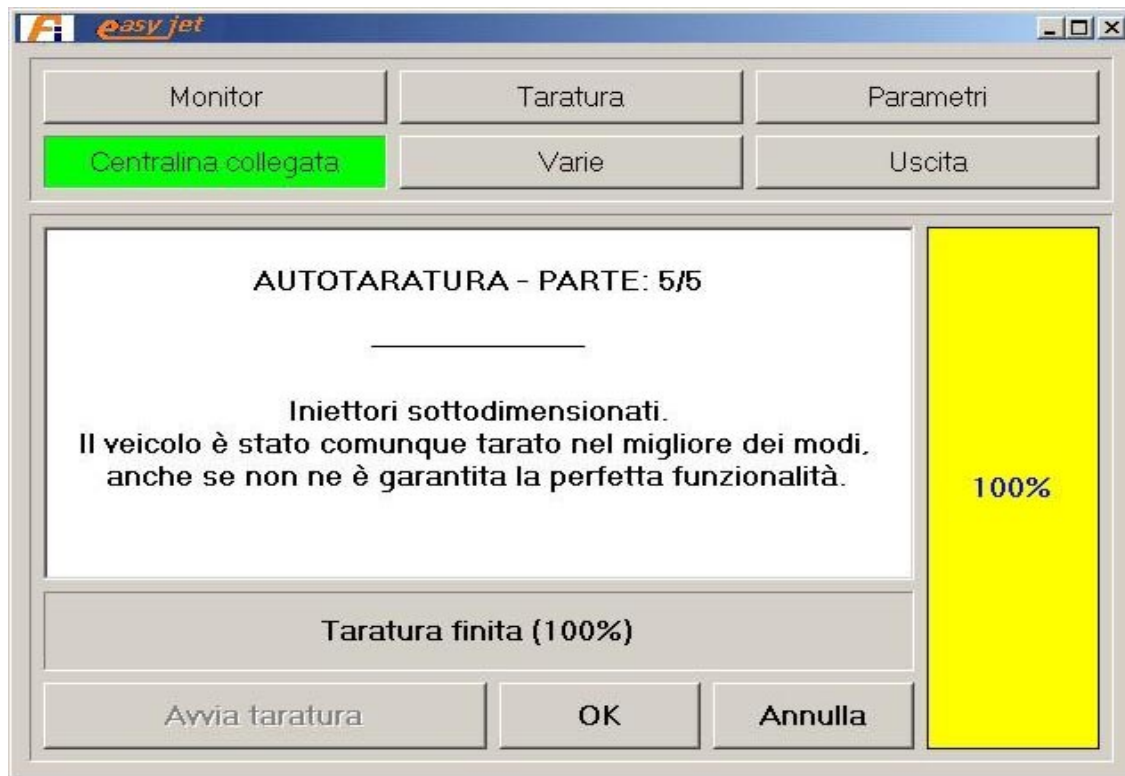 easy jet
Monitor
Taratura
Parametri
Centralina collegata
Varie
Uscita
AUTOTARATURA - PARTE: 5/5
Iniettori sottodimensionati.
Il veicolo è stato comunque tarato nel migliore dei modi,
anche se non ne è garantita la perfetta funzionalità.
100%
Taratura finita (100%)
Avvia taratura
OK
Annulla